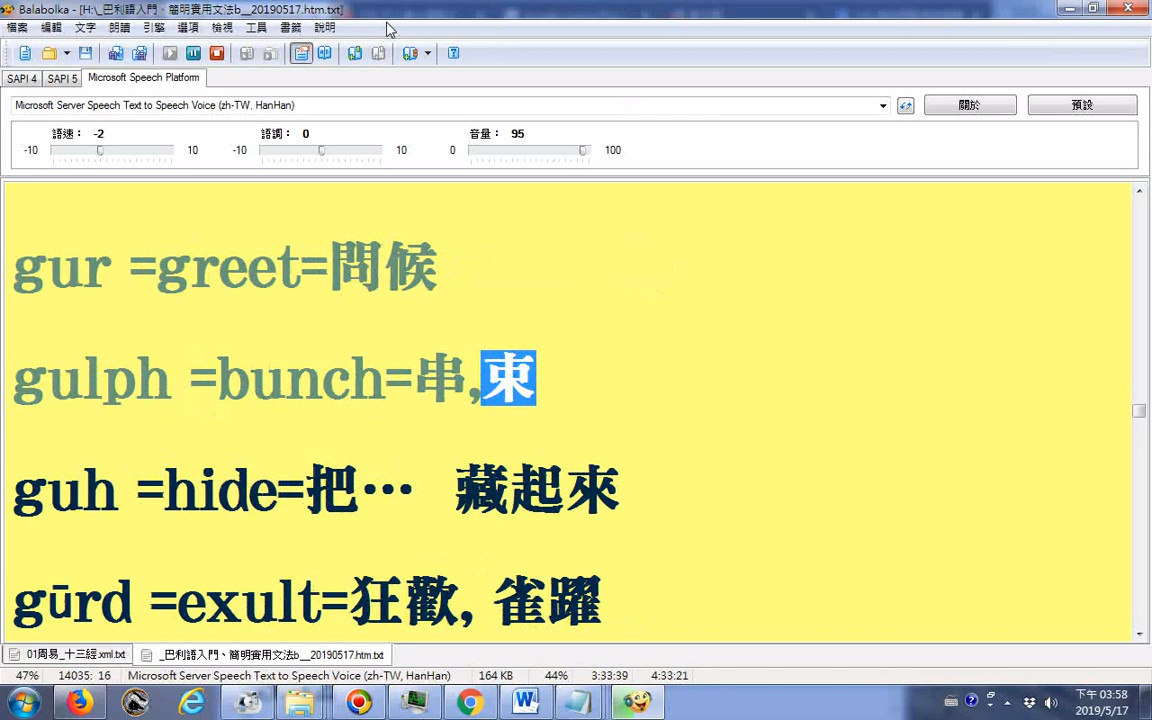 Balabolka - [H:\_巴利語入門、簡明實用文法b__20190517.htm.txt]
檔案 編輯 文字 朗讀 引擎 選項 檢視 工具 書籤 說明
SAPI 4 SAPI 5 Microsoft Speech Platform
Microsoft Server Speech Text to Speech Voice (zh-TW, HanHan) 關於 預設
語速： -2 語調： 0 音量： 95
-10 10 -10 10 0 100
gur =greet=問候
gulph =bunch=串,束
guh =hide=把… 藏起來
gūrd =exult=狂歡, 雀躍
01周易_十三經.xml.txt _巴利語入門、簡明實用文法b__20190517.htm.txt
47% 14035: 16 Microsoft Server Speech Text to Speech Voice (zh-TW, HanHan) 164 KB 44% 3:33:39 4:33:21
下午 03:58
2019/5/17